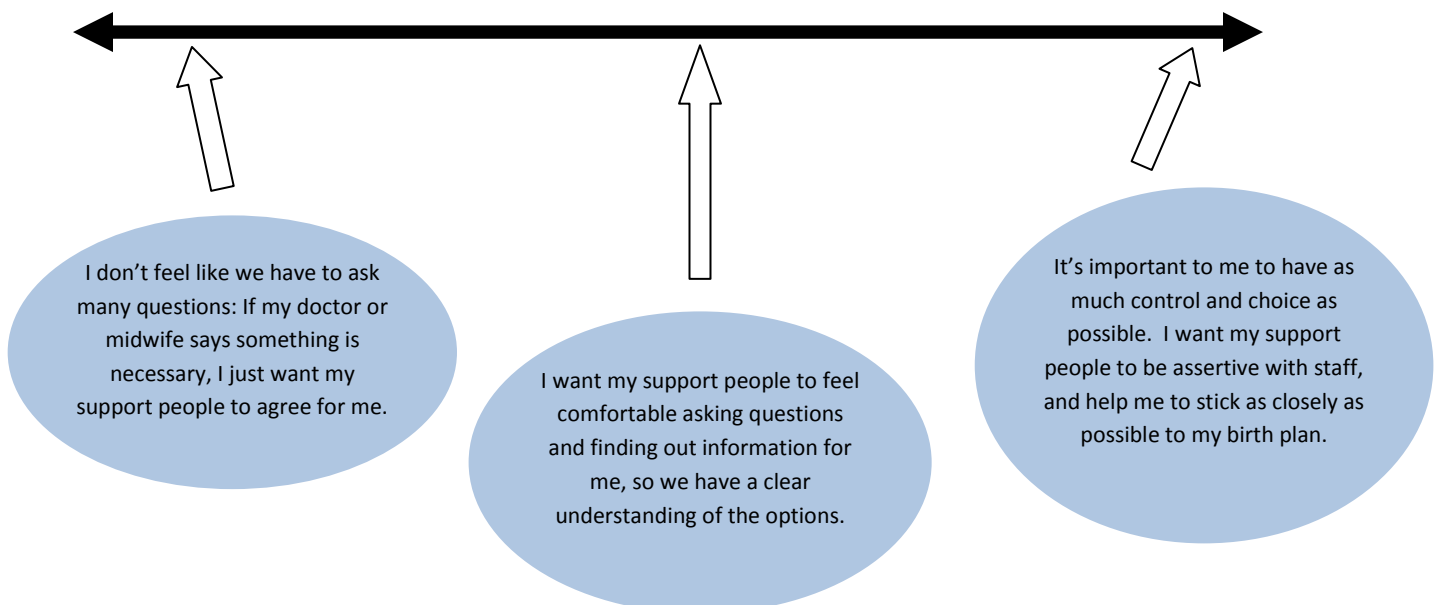 I don’t feel like we have to ask
many questions: If my doctor or
midwife says something is
necessary, I just want my
support people to agree for me.
I want my support people to feel
comfortable asking questions
and finding out information for
me, so we have a clear
understanding of the options.
It’s important to me to have as
much control and choice as
possible.  I want my support
people to be assertive with staff,
and help me to stick as closely as
possible to my birth plan.